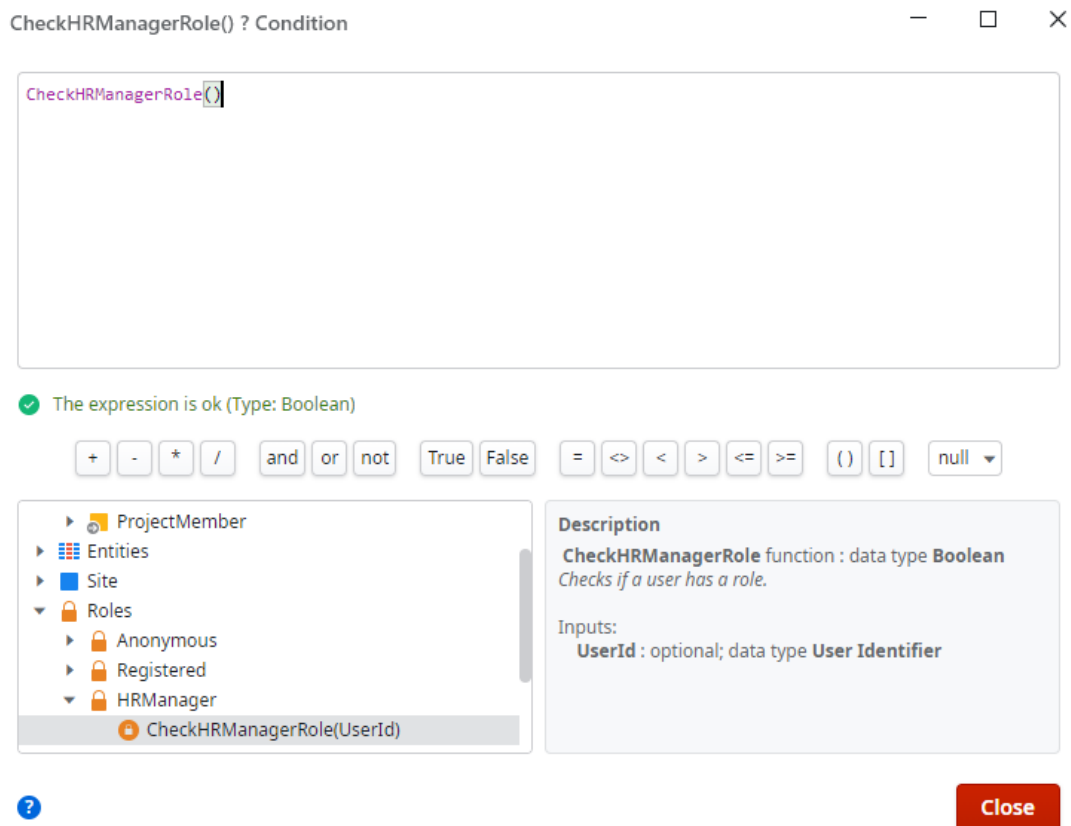 CheckHRManagerRole() ? Condition
CheckHRManagerRole()
The expression is ok (Type: Boolean)
+ - * / and or not True False = <> < > <= >= ( ) [ ] null
ProjectMember
Entities
Site
Roles
Anonymous
Registered
HRManager
CheckHRManagerRole(UserId)
Description
CheckHRManagerRole function : data type Boolean
Checks if a user has a role.
Inputs:
UserId : optional; data type User Identifier
?
Close